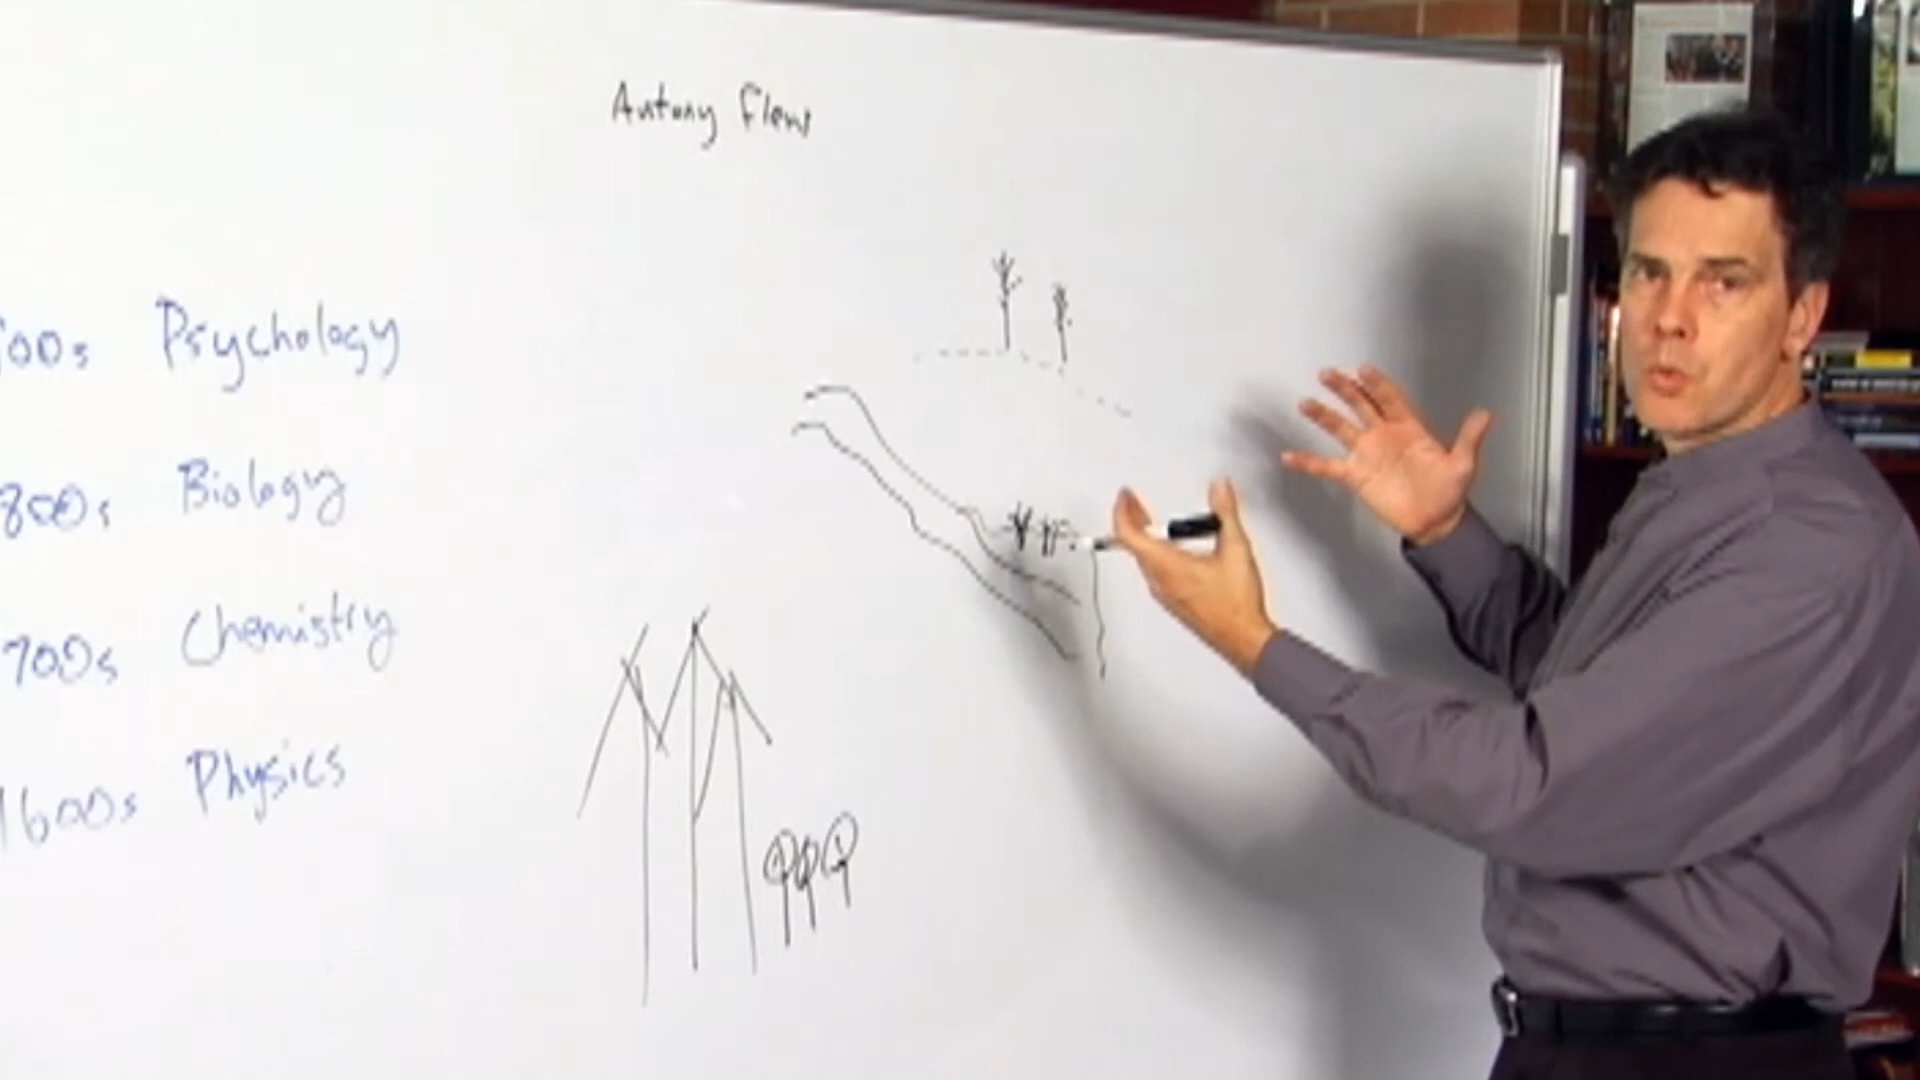 Antony Flew
00s Psychology
800s Biology
700s Chemistry
1600s Physics